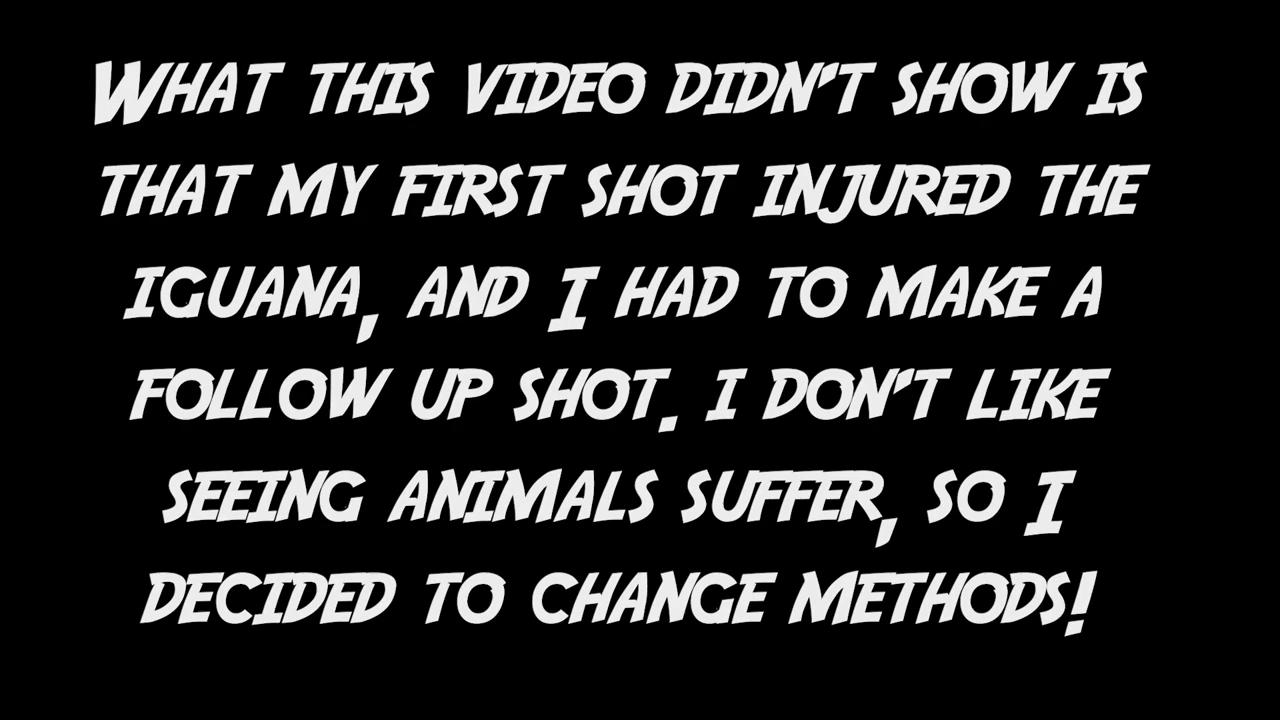 What this video didn't show is
that my first shot injured the
iguana, and I had to make a
follow up shot. i don't like
seeing animals suffer, so I
decided to change methods!